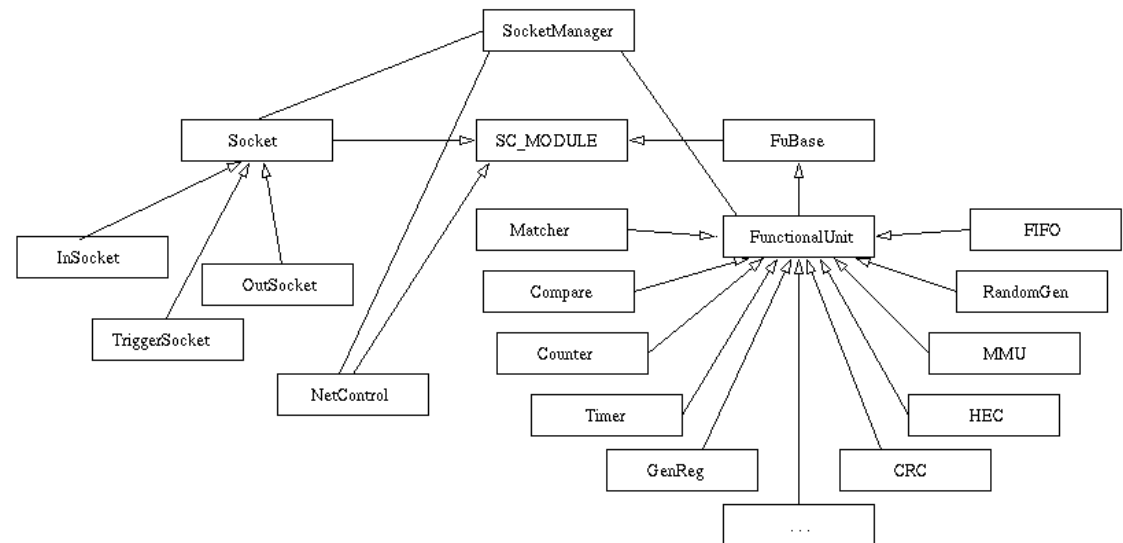 SocketManager
Socket
SC_MODULE
FuBase
Matcher
FunctionalUnit
FIFO
InSocket
OutSocket
Compare
RandomGen
TriggerSocket
Counter
MMU
NetControl
Timer
HEC
GenReg
CRC
. . .